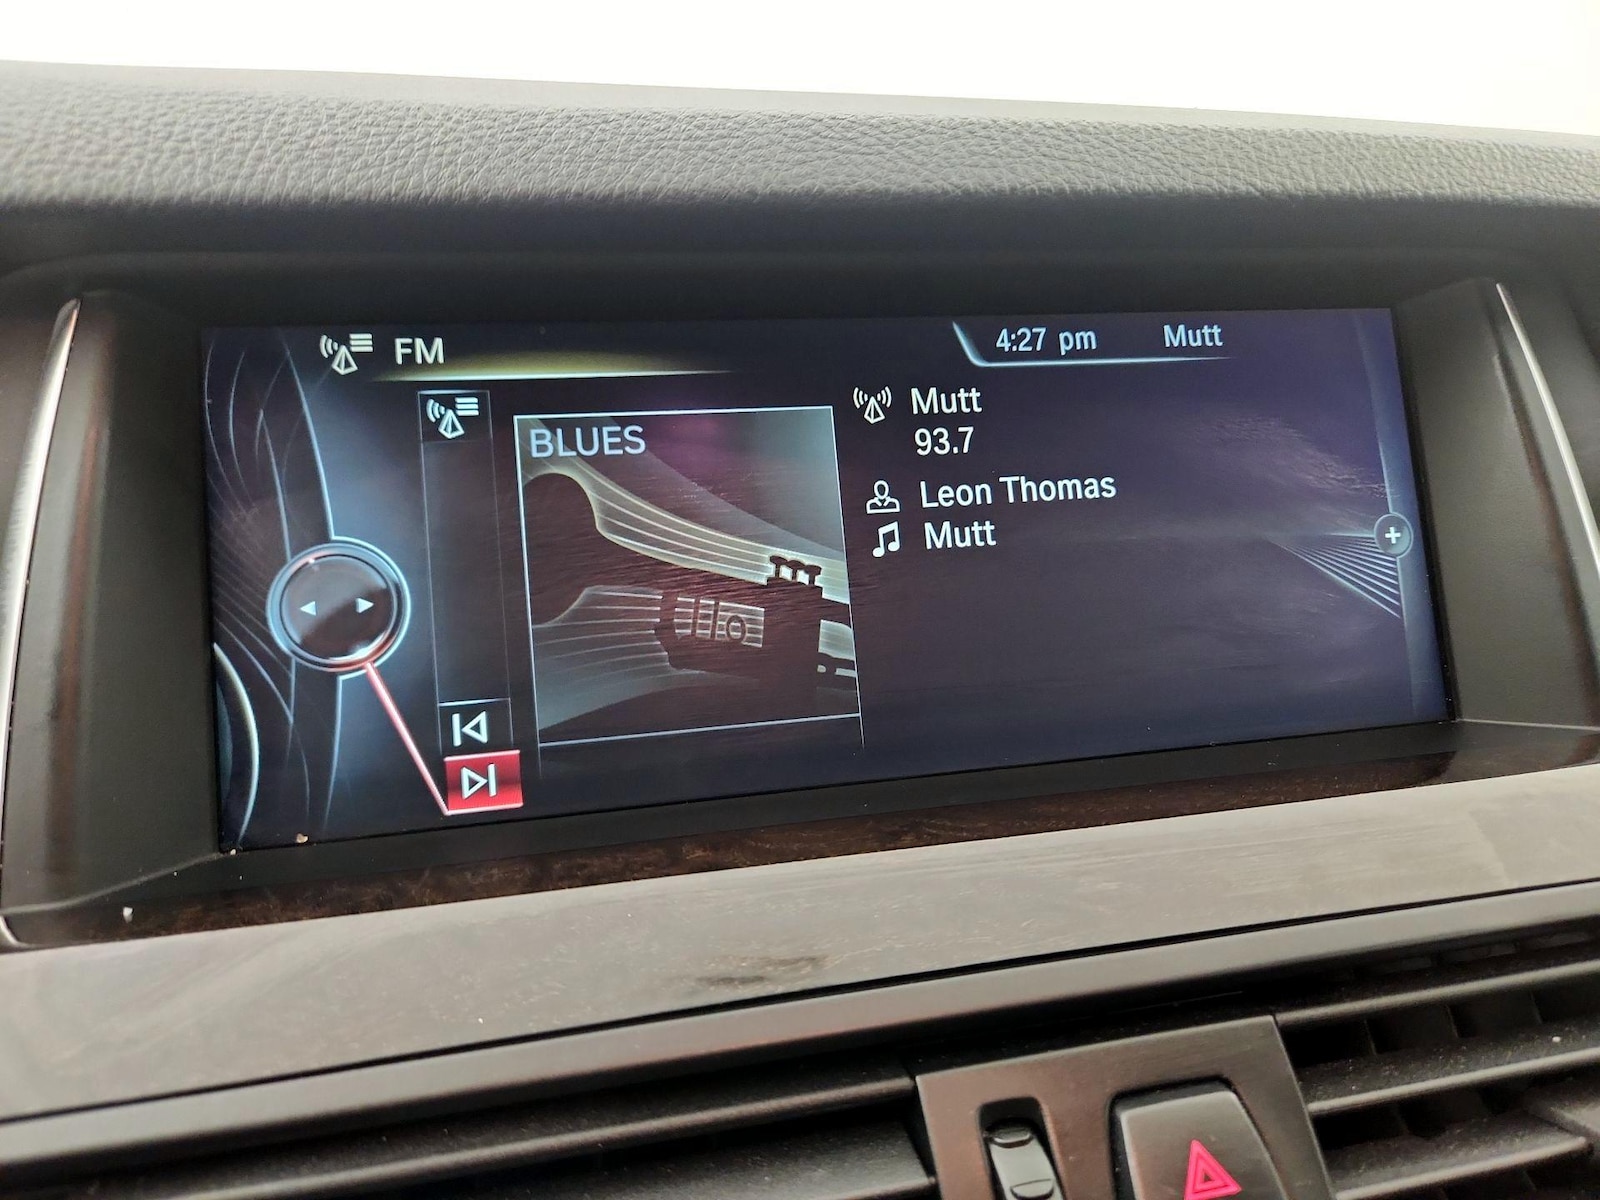 FM
4:27 pm Mutt
BLUES
Mutt
93.7
Leon Thomas
Mutt